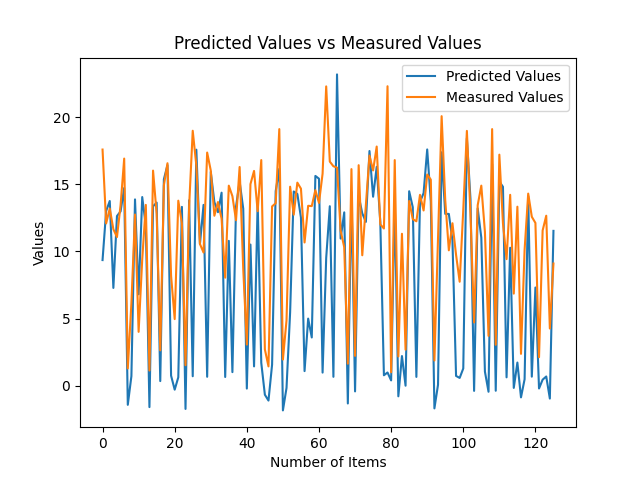 Predicted Values vs Measured Values
Predicted Values
Measured Values
20
15
10
5
0
Values
0 20 40 60 80 100 120
Number of Items